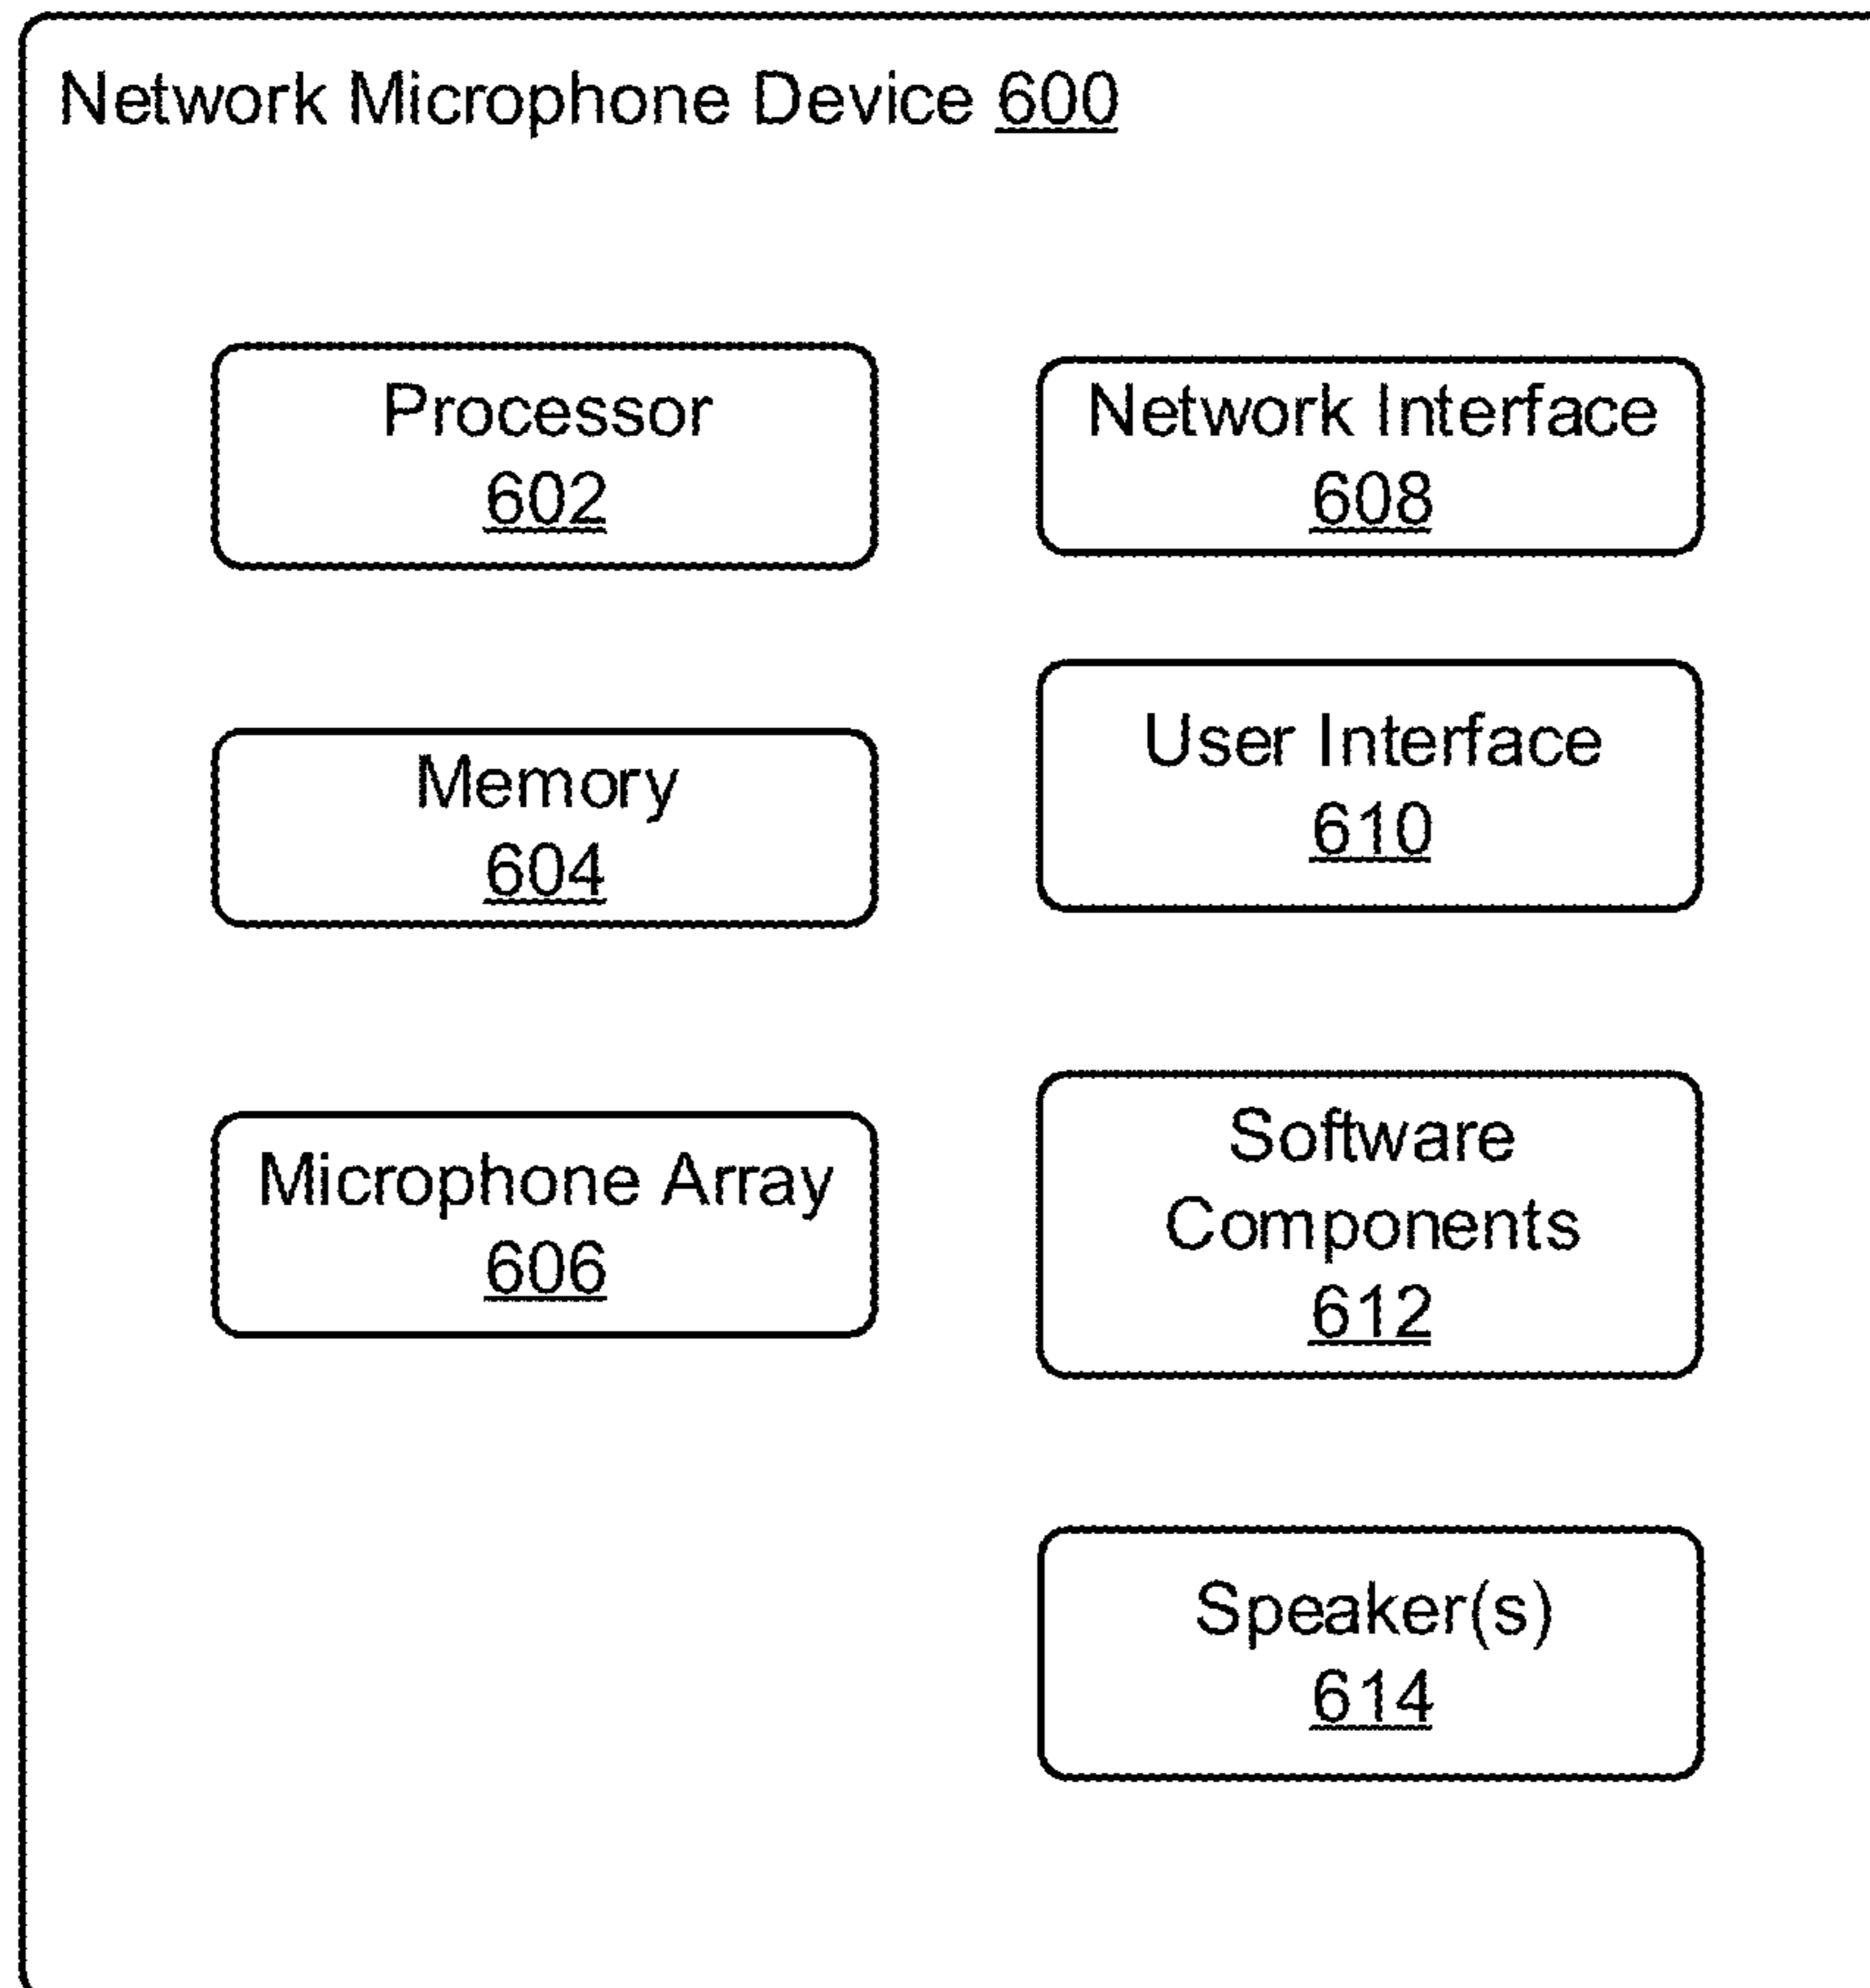 Network Microphone Device 600
Processor
602
Memory
604
Microphone Array
606
Network Interface
608
User Interface
610
Software
Components
612
Speaker(s)
614